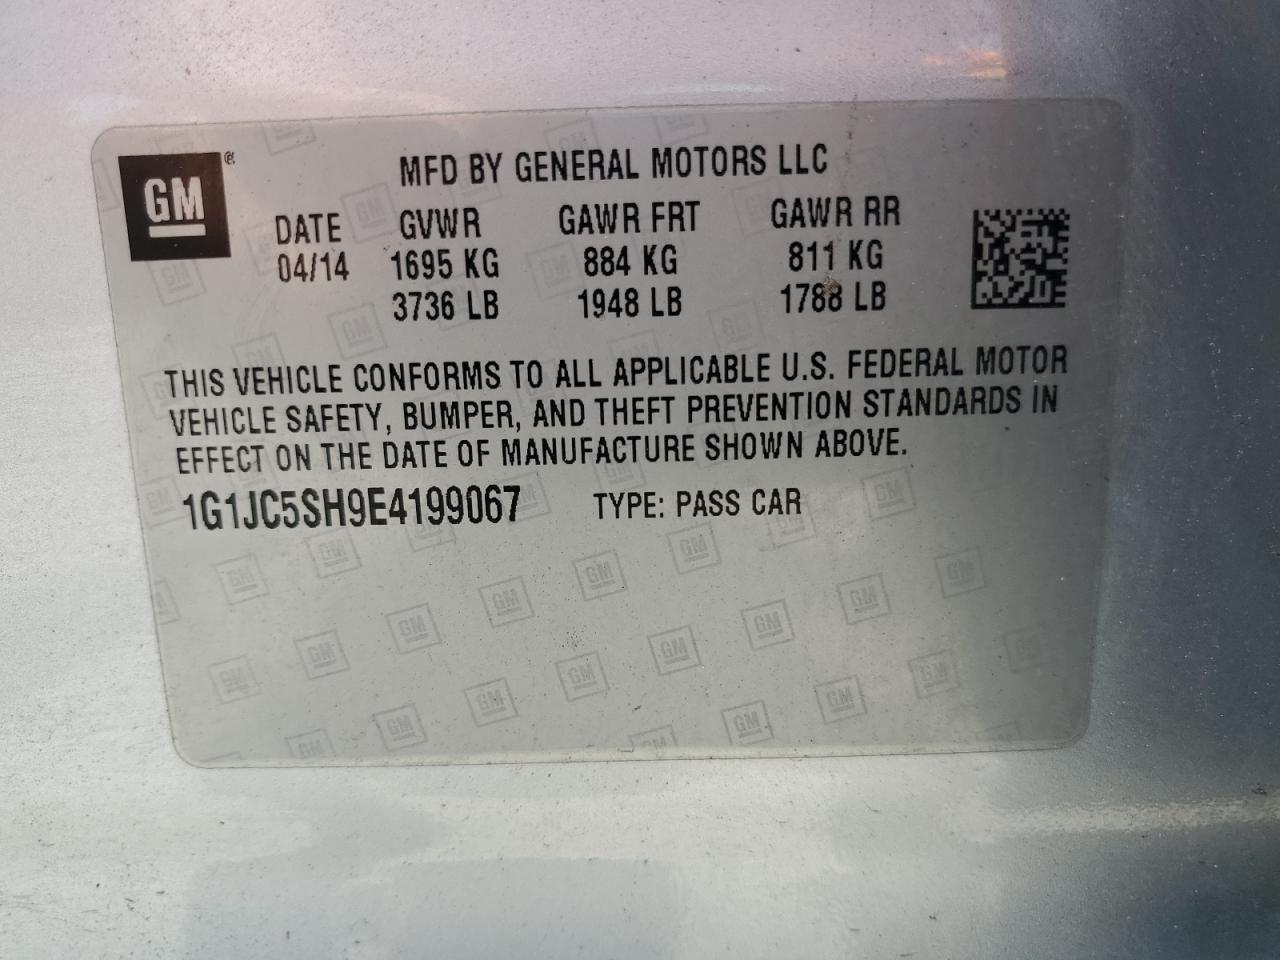 GM ®
MFD BY GENERAL MOTORS LLC
DATE GVWR GAWR FRT GAWR RR
04/14 1695 KG 884 KG 811 KG
3736 LB 1948 LB 1788 LB
THIS VEHICLE CONFORMS TO ALL APPLICABLE U.S. FEDERAL MOTOR
VEHICLE SAFETY, BUMPER, AND THEFT PREVENTION STANDARDS IN
EFFECT ON THE DATE OF MANUFACTURE SHOWN ABOVE.
1G1JC5SH9E4199067 TYPE: PASS CAR